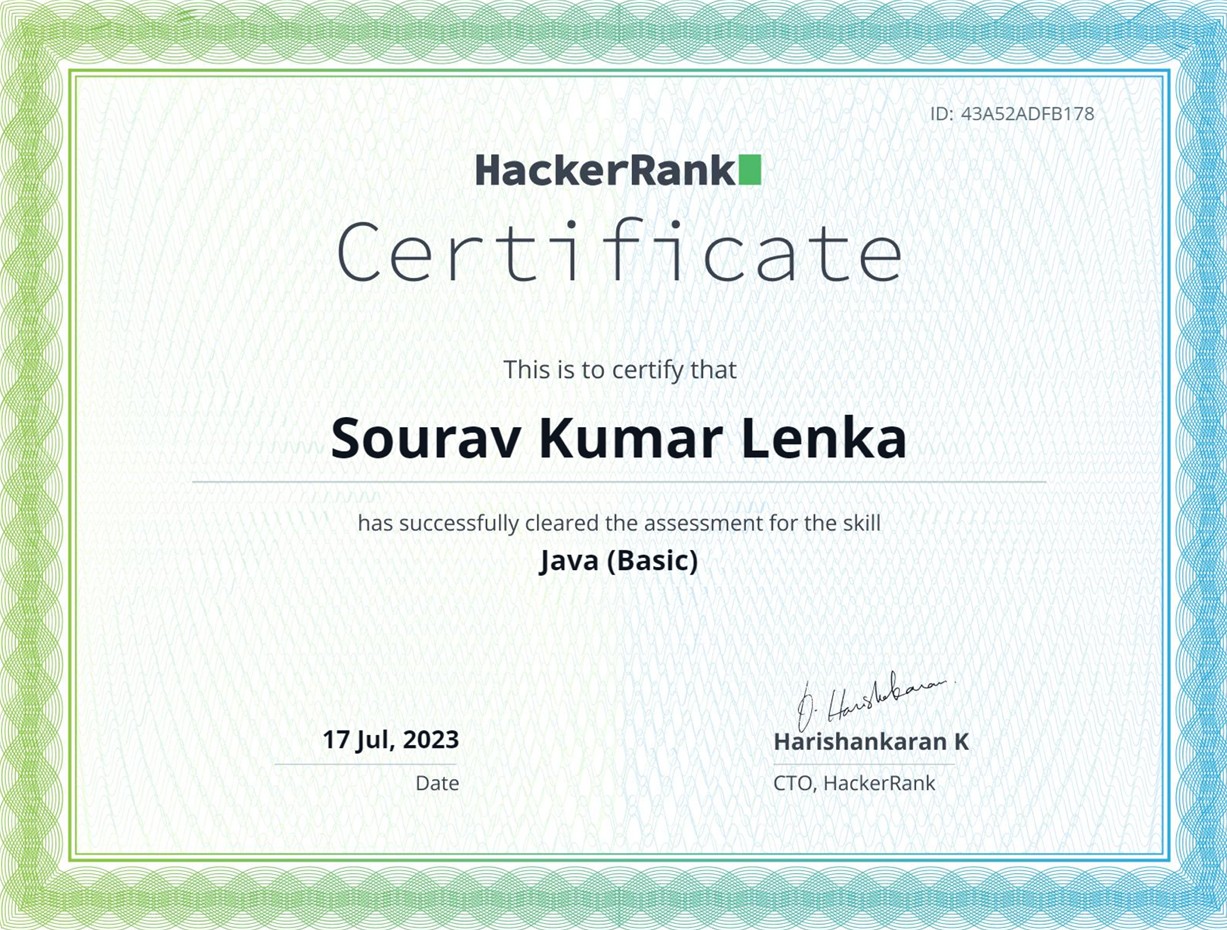 ID: 43A52ADFB178
HackerRank
Certificate
This is to certify that
Sourav Kumar Lenka
has successfully cleared the assessment for the skill
Java (Basic)
17 Jul, 2023
Date
Harishankaran K
CTO, HackerRank